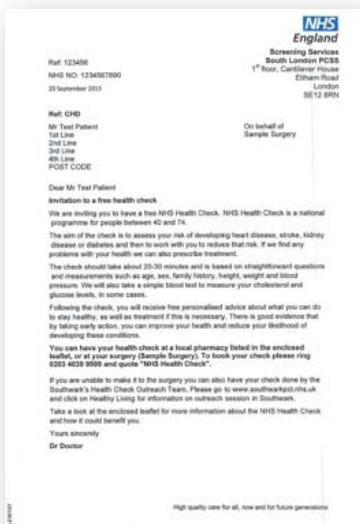 NHS
England
Screening Services
South London PCSS
1st floor, Cantilever House
Eltham Road
London
SE12 8RN
Ref: 123456
NHS NO: 1234567890
20 September 2013
Ref: CHD
Mr Test Patient
1st Line
2nd Line
3rd Line
4th Line
POST CODE
On behalf of
Sample Surgery
Dear Mr Test Patient
Invitation to a free health check
We are inviting you to have a free NHS Health Check. NHS Health Check is a national
programme for people between 40 and 74.
The aim of the check is to assess your risk of developing heart disease, stroke, kidney
disease or diabetes and then to work with you to reduce that risk. If we find any
problems with your health we can also prescribe treatment.
The check should take about 20-30 minutes and is based on straightforward questions
and measurements such as age, sex, family history, height, weight and blood
pressure. We will also take a simple blood test to measure your cholesterol and
glucose levels, in some cases.
Following the check, you will receive free personalised advice about what you can do
to stay healthy, as well as treatment if this is necessary. There is good evidence that
by taking early action, you can improve your health and reduce your likelihood of
developing these conditions.
You can have your health check at a local pharmacy listed in the enclosed
leaflet, or at your surgery (Sample Surgery). To book your check please ring
0203 4039 9999 and quote "NHS Health Check".
If you are unable to make it to the surgery you can also have your check done by the
Southwark's Health Check Outreach Team. Please go to www.southwarkpct.nhs.uk
and click on Healthy Living for information on outreach session in Southwark.
Take a look at the enclosed leaflet for more information about the NHS Health Check
and how it could benefit you.
Yours sincerely
Dr Doctor
High quality care for all, now and for future generations